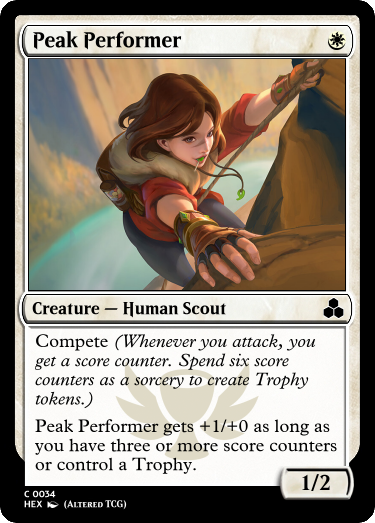 Peak Performer
Creature — Human Scout
Compete (Whenever you attack, you
get a score counter. Spend six score
counters as a sorcery to create Trophy
tokens.)
Peak Performer gets +1/+0 as long as
you have three or more score counters
or control a Trophy.
1/2
C 0034
HEX (Altered TCG)